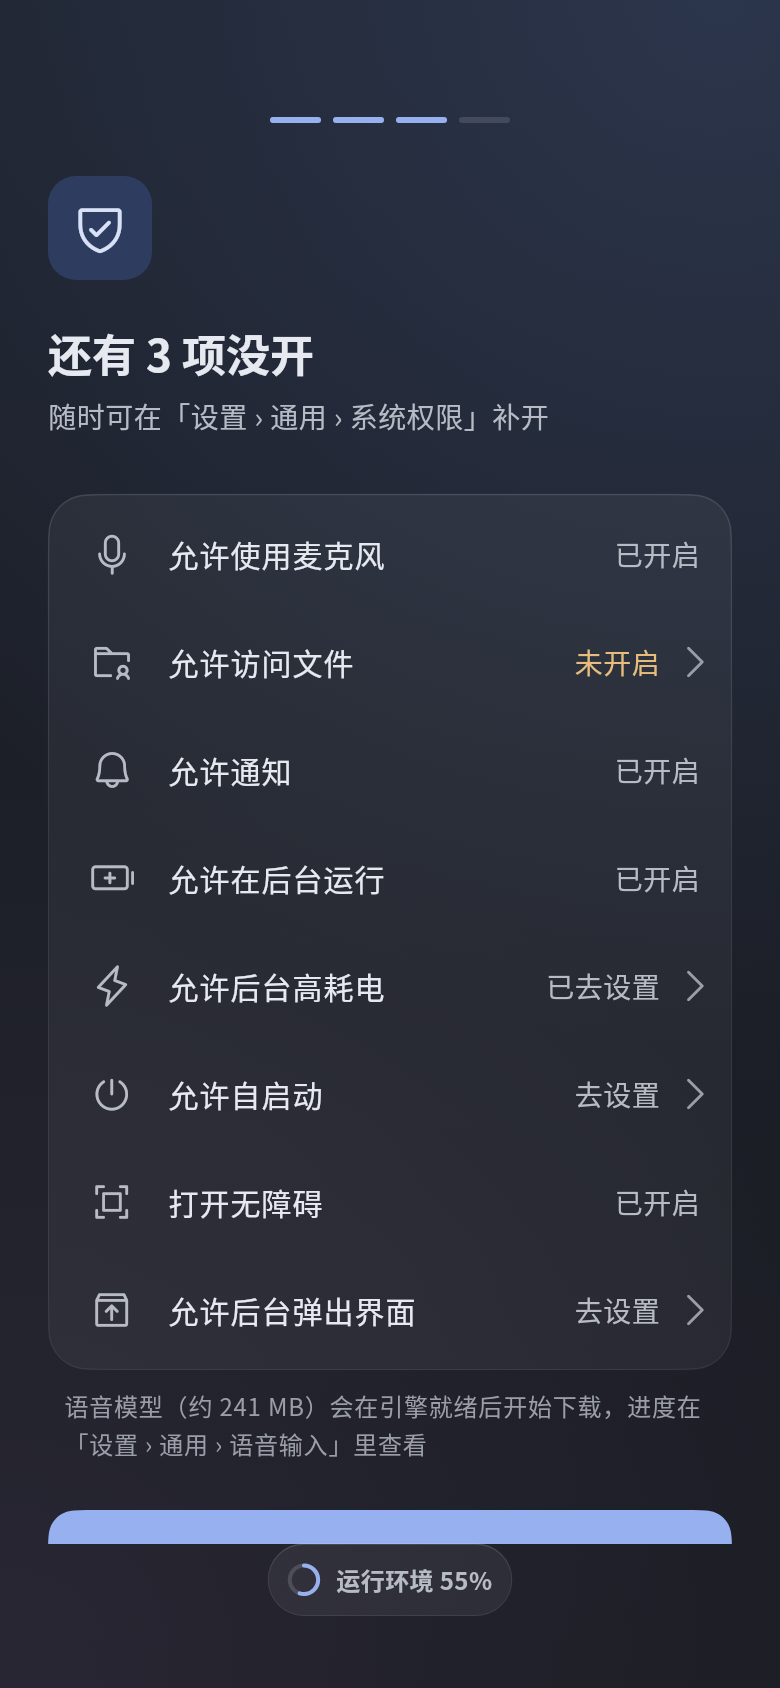 还有 3 项没开
随时可在「设置 › 通用 › 系统权限」补开
允许使用麦克风 已开启
允许访问文件 未开启
允许通知 已开启
允许在后台运行 已开启
允许后台高耗电 已去设置
允许自启动 去设置
打开无障碍 已开启
允许后台弹出界面 去设置
语音模型（约 241 MB）会在引擎就绪后开始下载，进度在
「设置 › 通用 › 语音输入」里查看
运行环境 55%